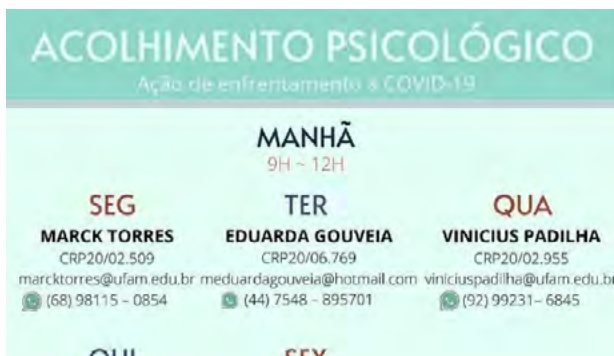 ACOLHIMENTO PSICOLÓGICO
Ação de enfrentamento a COVID-19
MANHÃ
9H ~ 12H
SEG TER QUA
MARCK TORRES EDUARDA GOUVEIA VINICIUS PADILHA
CRP20/02.509 CRP20/06.769 CRP20/02.955
marcktorres@ufam.edu.br meduardagouveia@hotmail.com viniciuspadilha@ufam.edu.br
(68) 98115 - 0854 (44) 7548 - 895701 (92) 99231- 6845
QUI SEX